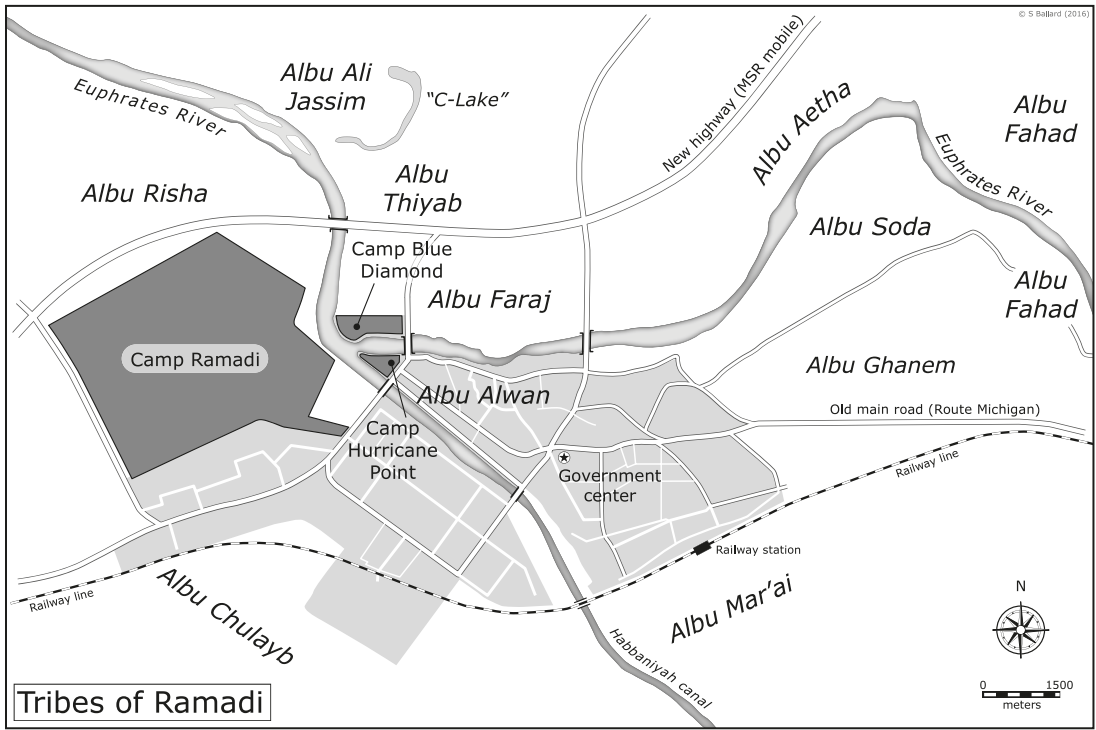 © S Ballard (2016)
Albu Ali
Jassim
“C-Lake”
Euphrates River
New highway (MSR mobile)
Albu Aetha
Albu
Fahad
Euphrates River
Albu Risha
Albu
Thiyab
Albu Soda
Camp Blue
Diamond
Albu Faraj
Albu
Fahad
Camp Ramadi
Albu Ghanem
Albu Alwan
Old main road (Route Michigan)
Camp
Hurricane
Point
Government
center
Railway line
Railway station
Railway line
Albu Chulayb
Albu Mar’ai
Habbaniyah canal
N
0 1500
meters
Tribes of Ramadi